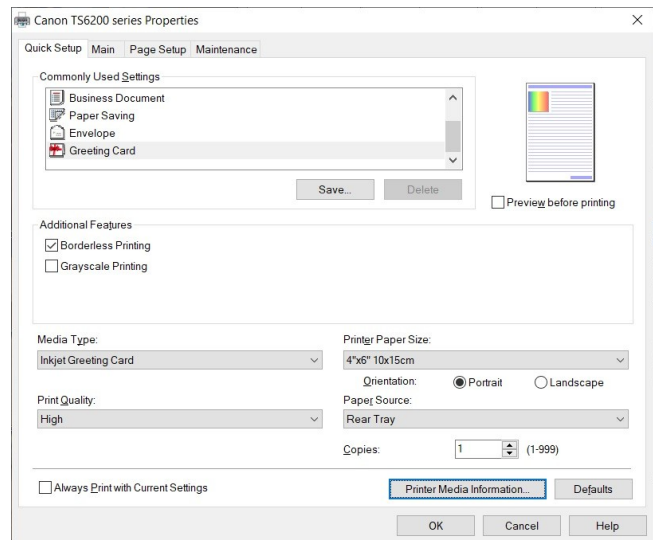 Canon TS6200 series Properties
Quick Setup Main Page Setup Maintenance
Commonly Used Settings
Business Document
Paper Saving
Envelope
Greeting Card
Save... Delete
Preview before printing
Additional Features
Borderless Printing
Grayscale Printing
Media Type: Printer Paper Size:
Inkjet Greeting Card 4"x6" 10x15cm
Orientation: Portrait Landscape
Print Quality: Paper Source:
High Rear Tray
Copies: 1 (1-999)
Always Print with Current Settings Printer Media Information... Defaults
OK Cancel Help